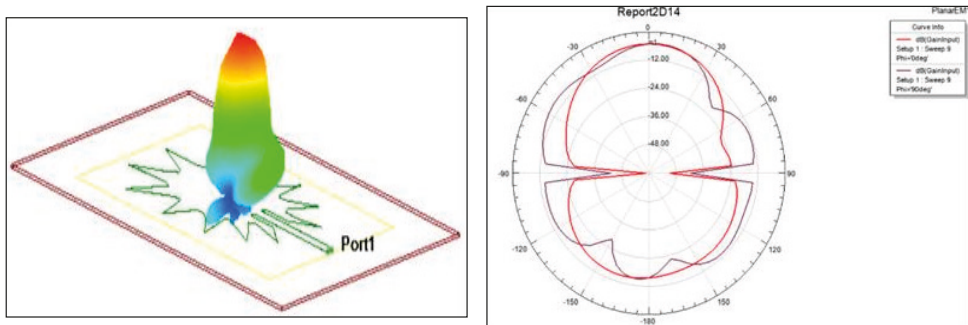 Port1
Report2D14
PlanarEM
Curve Info
dB(GainInput)
Setup 1 : Sweep 9
Phi='0deg'
dB(GainInput)
Setup 1 : Sweep 9
Phi='90deg'
0
-30
30
-12.00
-60
-24.00
60
-36.00
-48.00
-90
90
-120
120
-150
150
-180